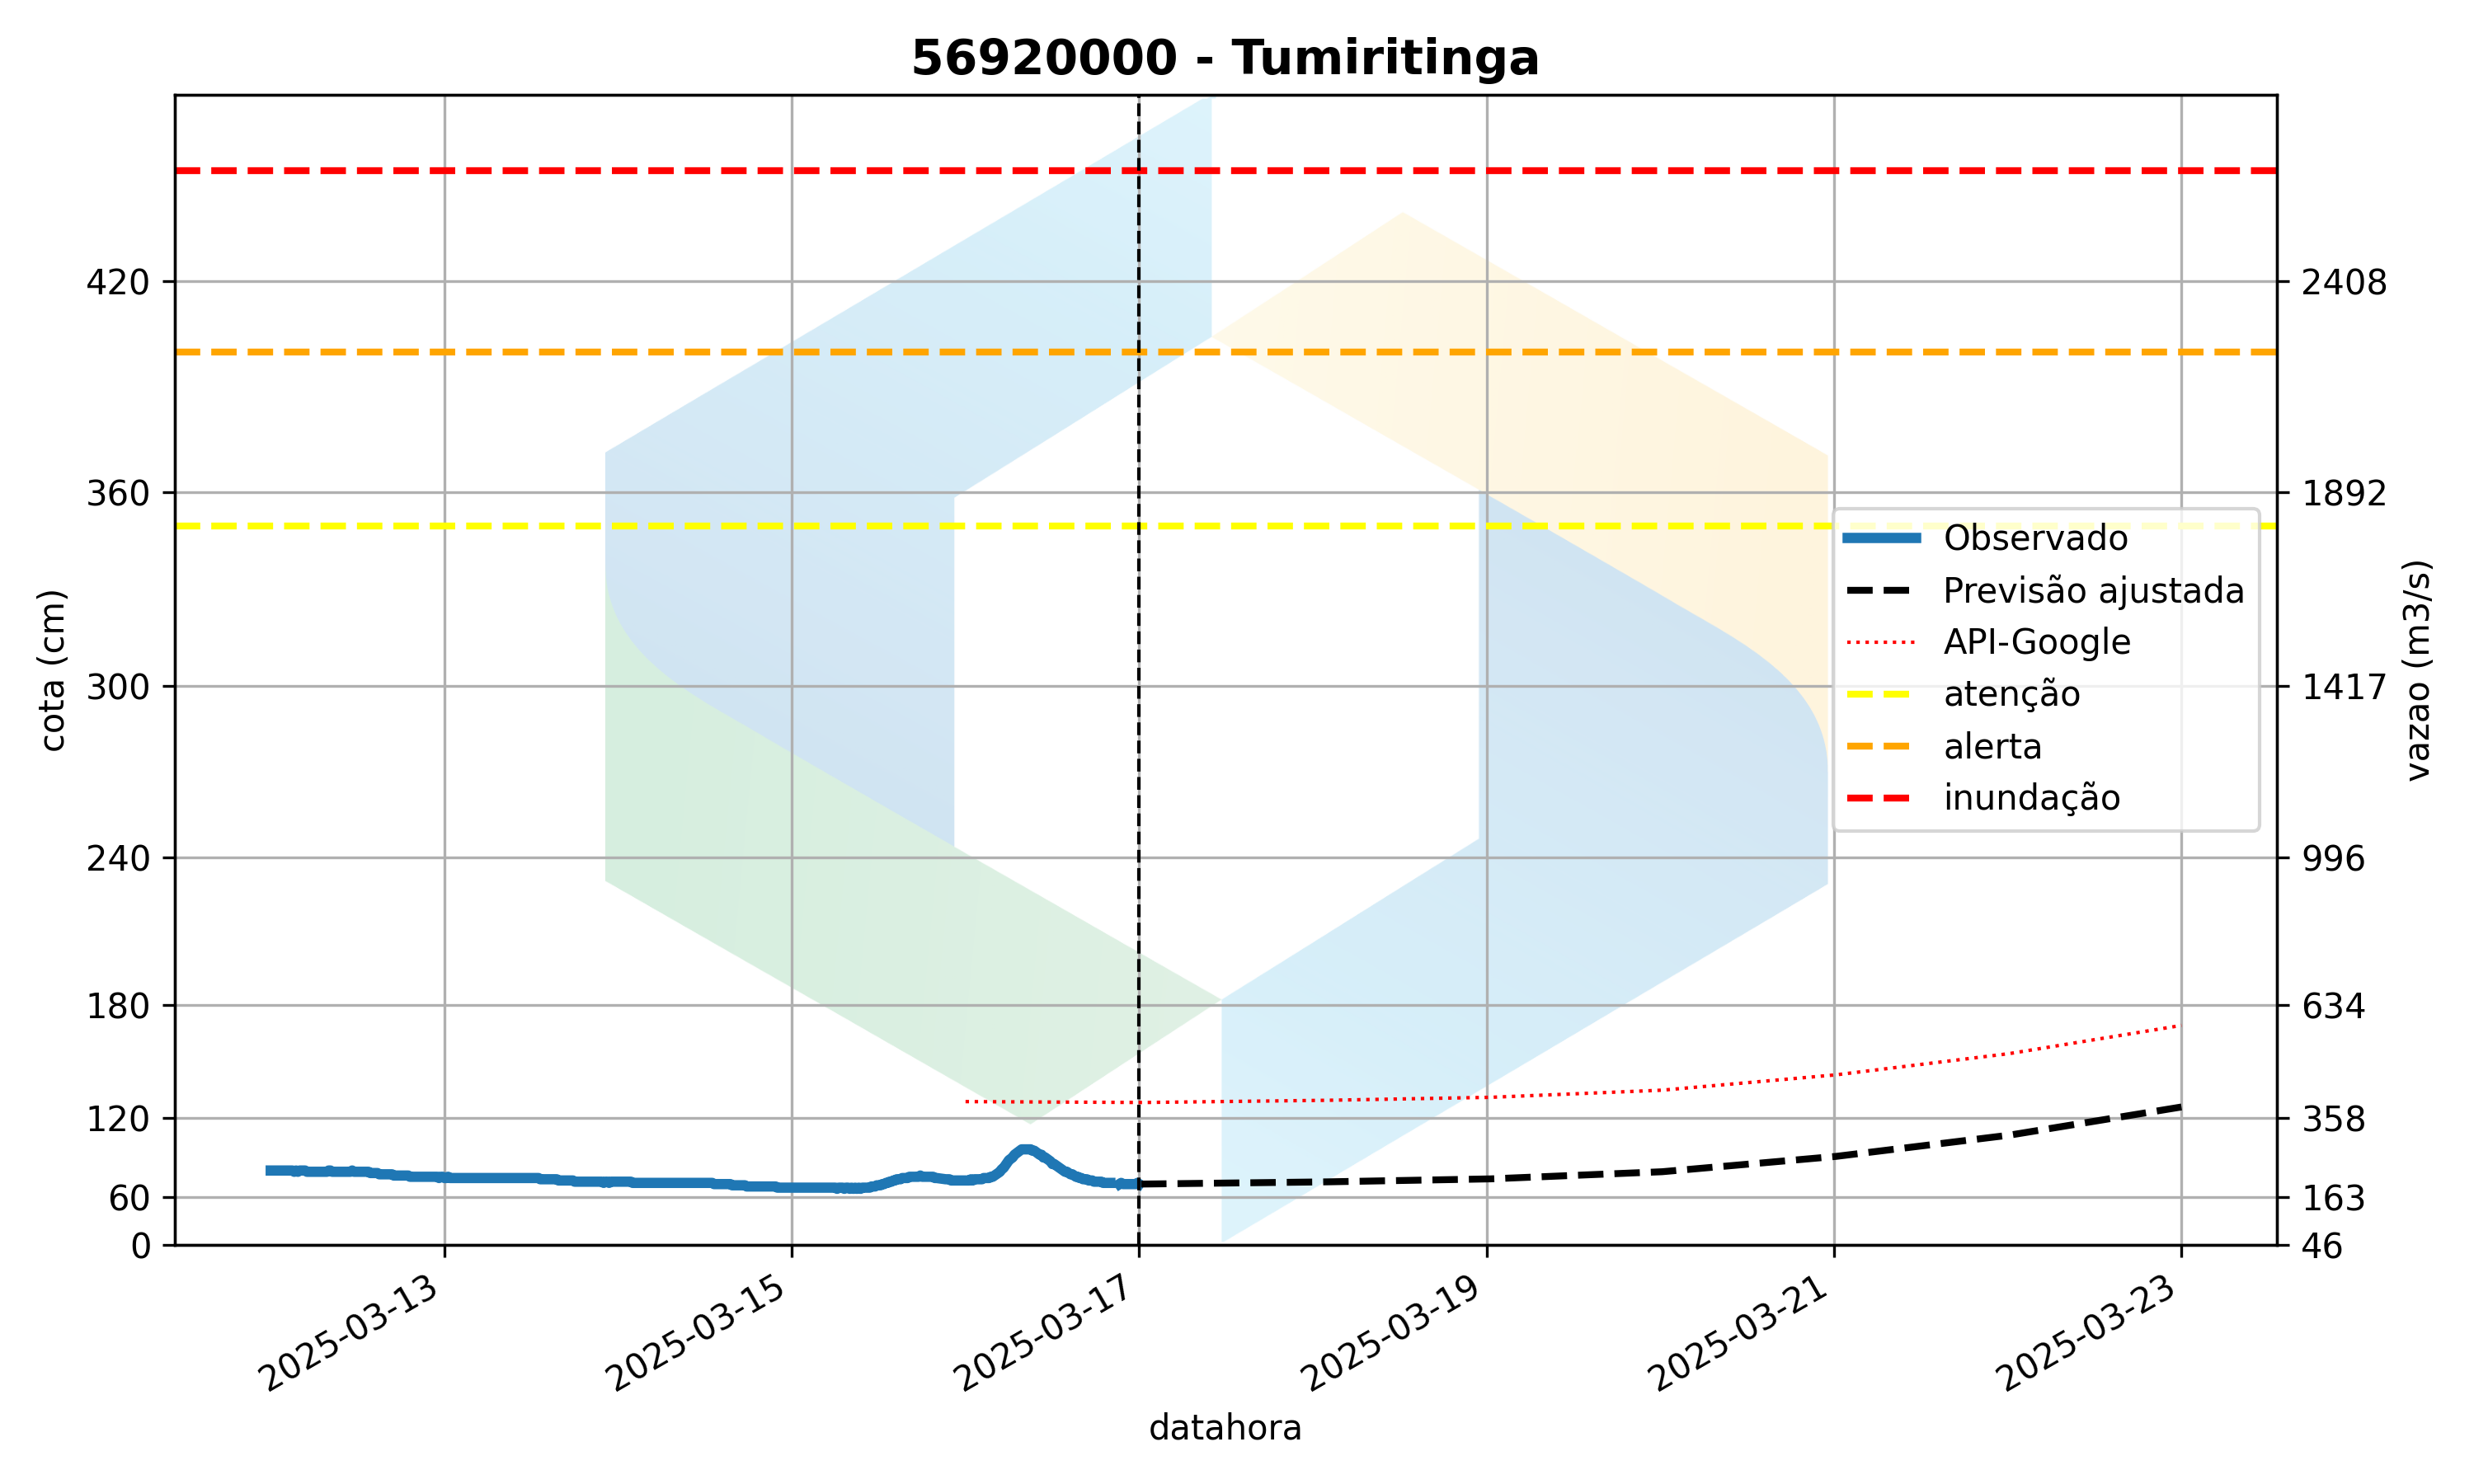 56920000 - Tumiritinga
cota (cm)
420
360
300
240
180
120
60
0
2408
1892
1417
996
634
358
163
46
vazao (m3/s)
Observado
Previsão ajustada
API-Google
atenção
alerta
inundação
2025-03-13
2025-03-15
2025-03-17
2025-03-19
2025-03-21
2025-03-23
datahora